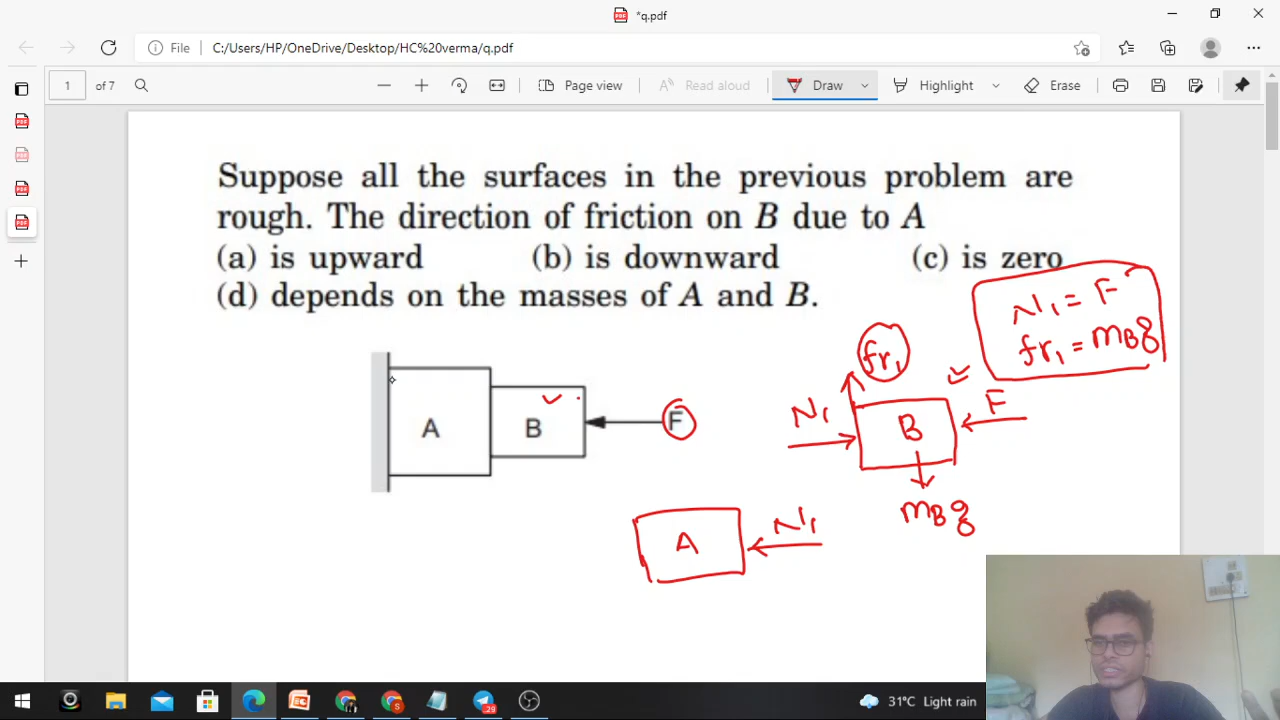 *q.pdf
File C:/Users/HP/OneDrive/Desktop/HC%20verma/q.pdf
1 of 7 Page view Read aloud Draw Highlight Erase
Suppose all the surfaces in the previous problem are
rough. The direction of friction on B due to A
(a) is upward (b) is downward (c) is zero
(d) depends on the masses of A and B.
N₁ = F
fr₁ = mBg
fr₁
A B F
N₁ B F
mBg
A N₁
29
31°C Light rain